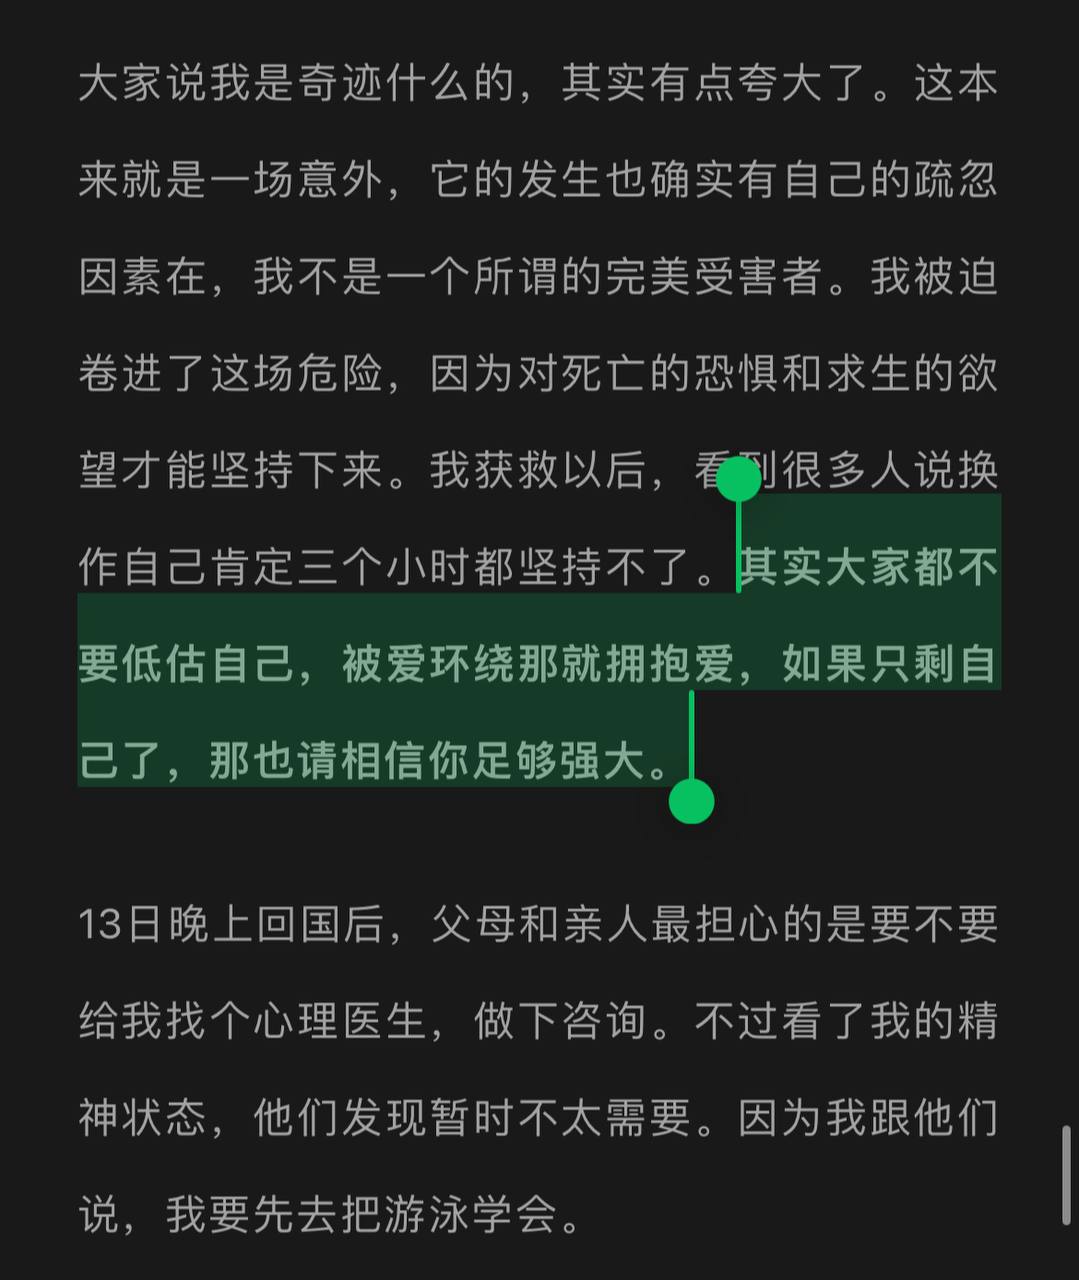 大家说我是奇迹什么的，其实有点夸大了。这本
来就是一场意外，它的发生也确实有自己的疏忽
因素在，我不是一个所谓的完美受害者。我被迫
卷进了这场危险，因为对死亡的恐惧和求生的欲
望才能坚持下来。我获救以后，看到很多人说换
作自己肯定三个小时都坚持不了。其实大家都不
要低估自己，被爱环绕那就拥抱爱，如果只剩自
己了，那也请相信你足够强大。
13日晚上回国后，父母和亲人最担心的是要不要
给我找个心理医生，做下咨询。不过看了我的精
神状态，他们发现暂时不太需要。因为我跟他们
说，我要先去把游泳学会。